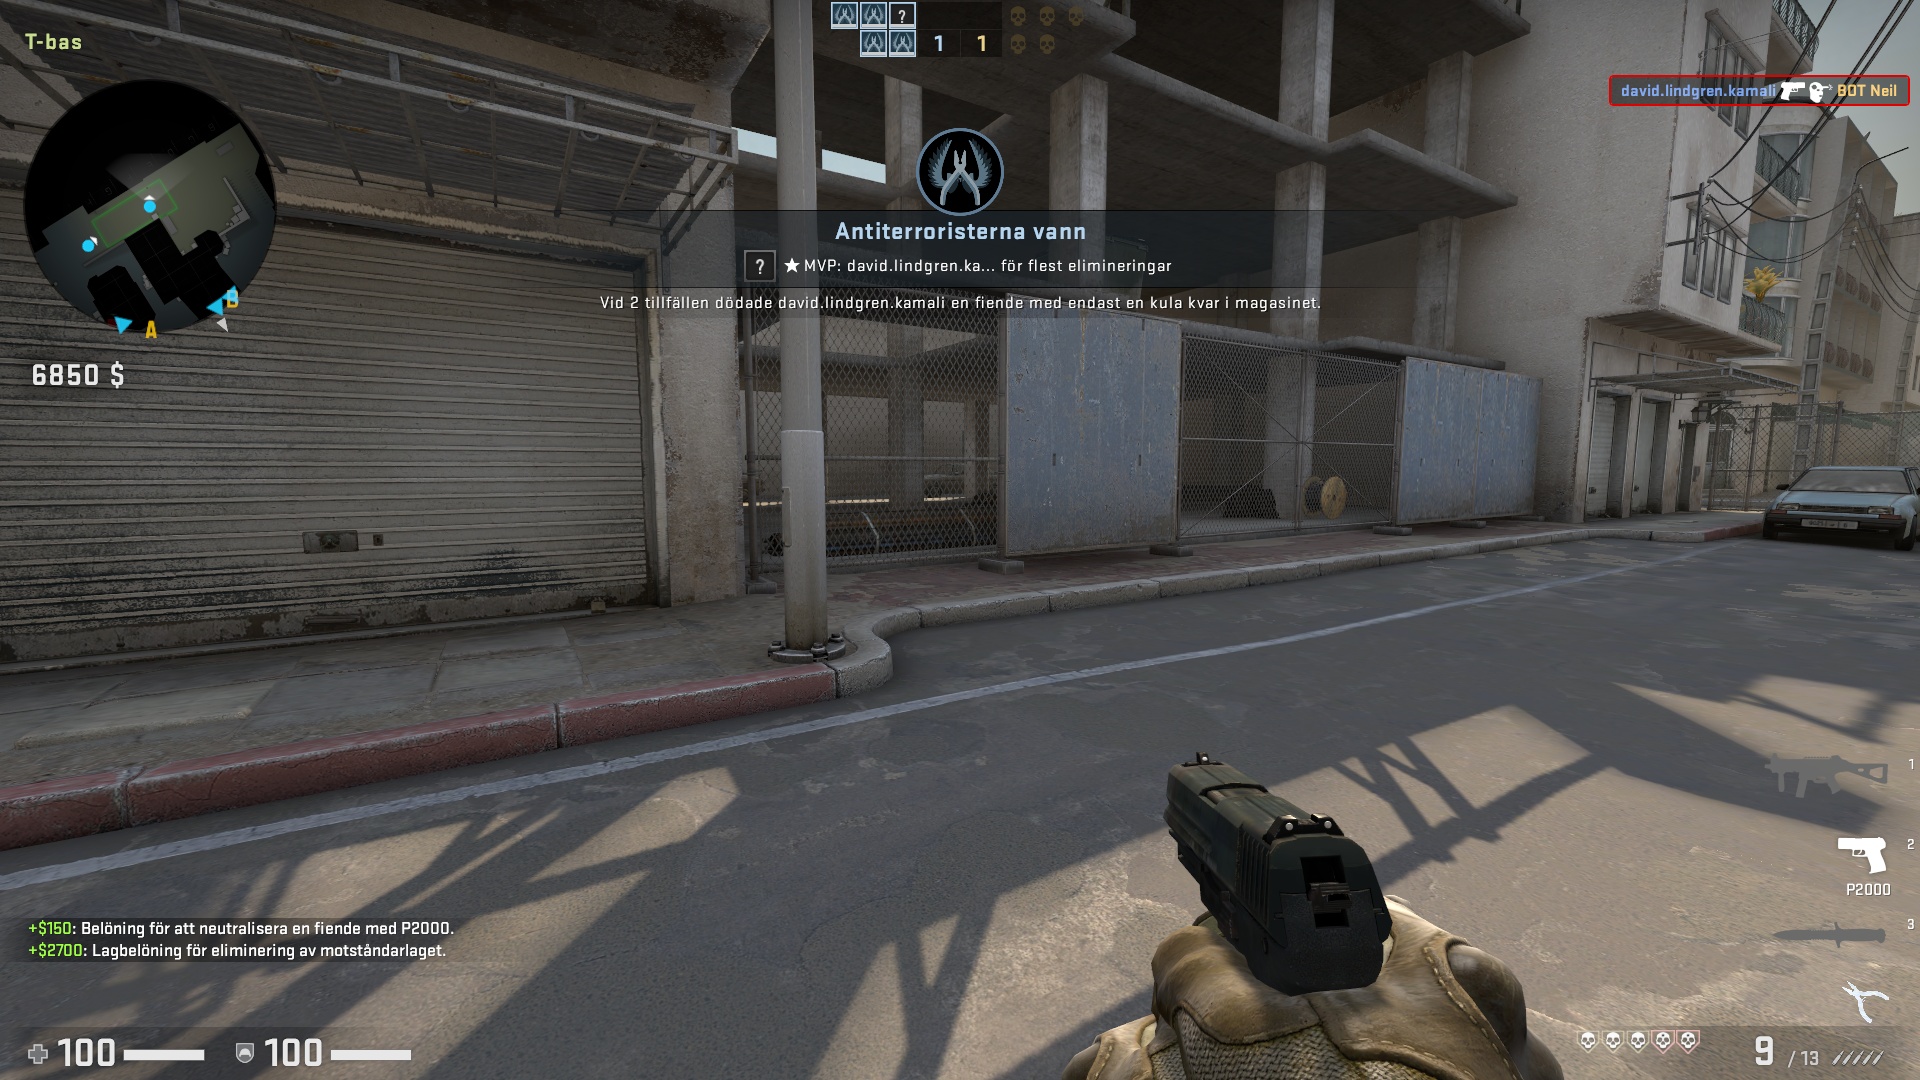 T-bas
?
1 1
david.lindgren.kamali BOT Neil
Antiterroristerna vann
? MVP: david.lindgren.ka... för flest elimineringar
Vid 2 tillfällen dödade david.lindgren.kamali en fiende med endast en kula kvar i magasinet.
B
A
6850 $
1
2
P2000
3
+$150: Belöning för att neutralisera en fiende med P2000.
+$2700: Lagbelöning för eliminering av motståndarlaget.
100 100
9 / 13